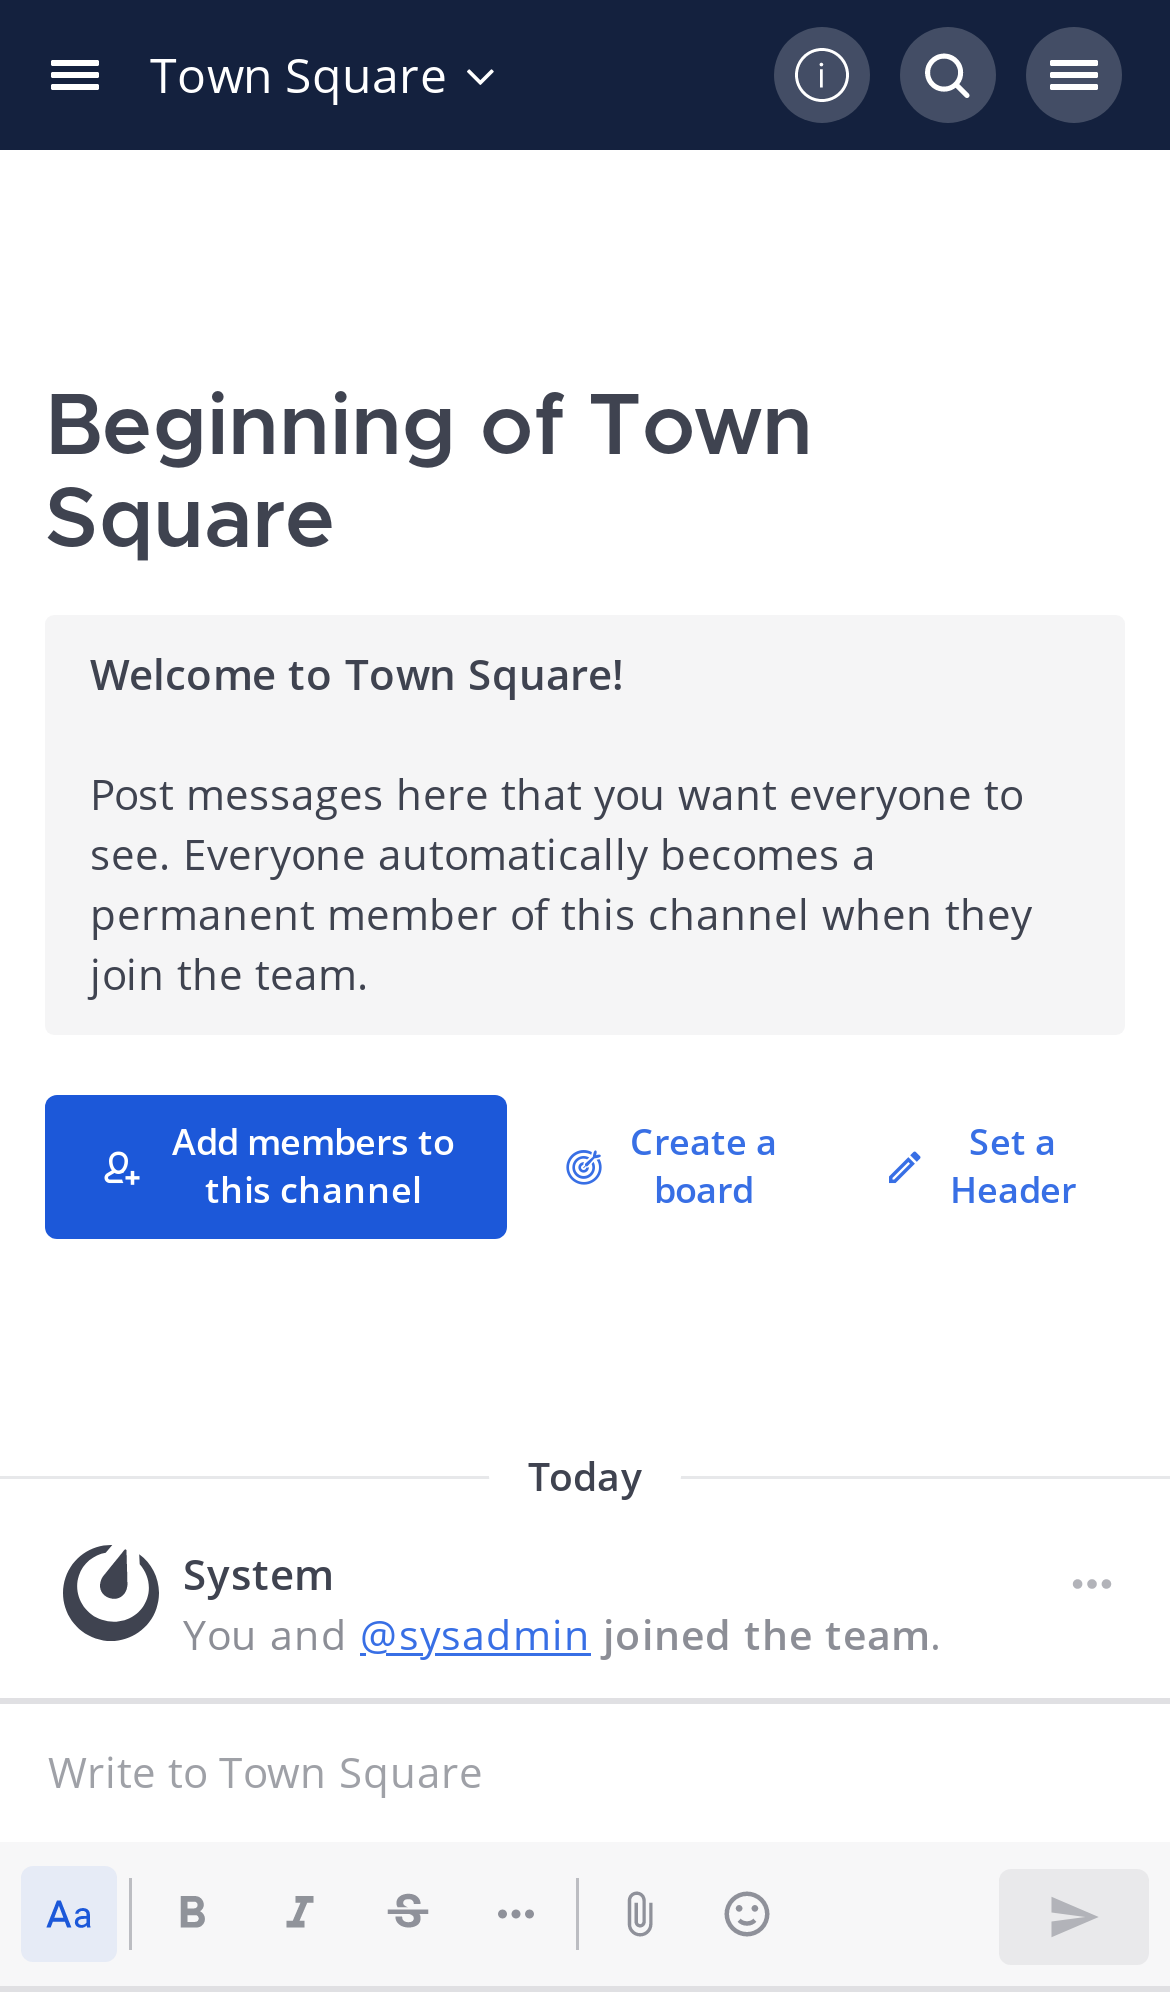 Town Square
Beginning of Town
Square
Welcome to Town Square!
Post messages here that you want everyone to
see. Everyone automatically becomes a
permanent member of this channel when they
join the team.
Add members to
this channel
Create a
board
Set a
Header
Today
System
You and @sysadmin joined the team.
Write to Town Square
Aa B I S